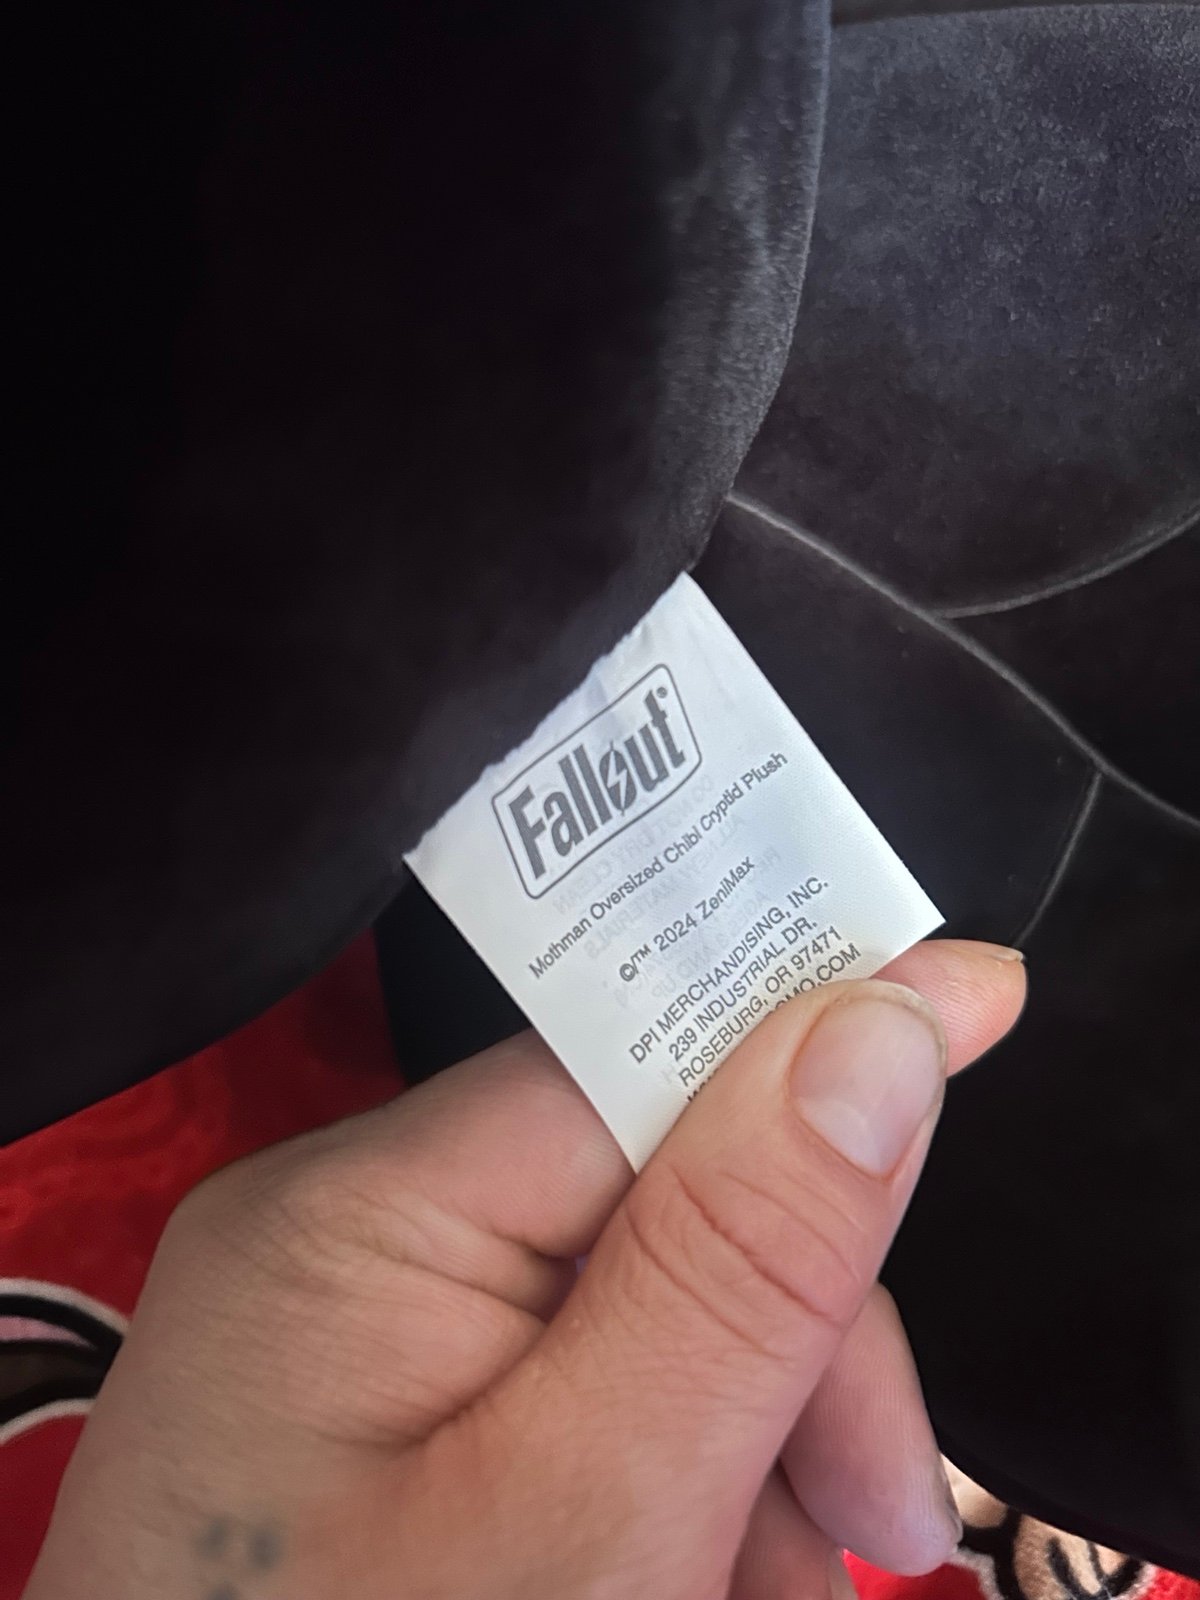 Fallout®
Mothman Oversized Chibi Cryptid Plush
©/™ 2024 ZeniMax
DPI MERCHANDISING, INC.
239 INDUSTRIAL DR.
ROSEBURG, OR 97471